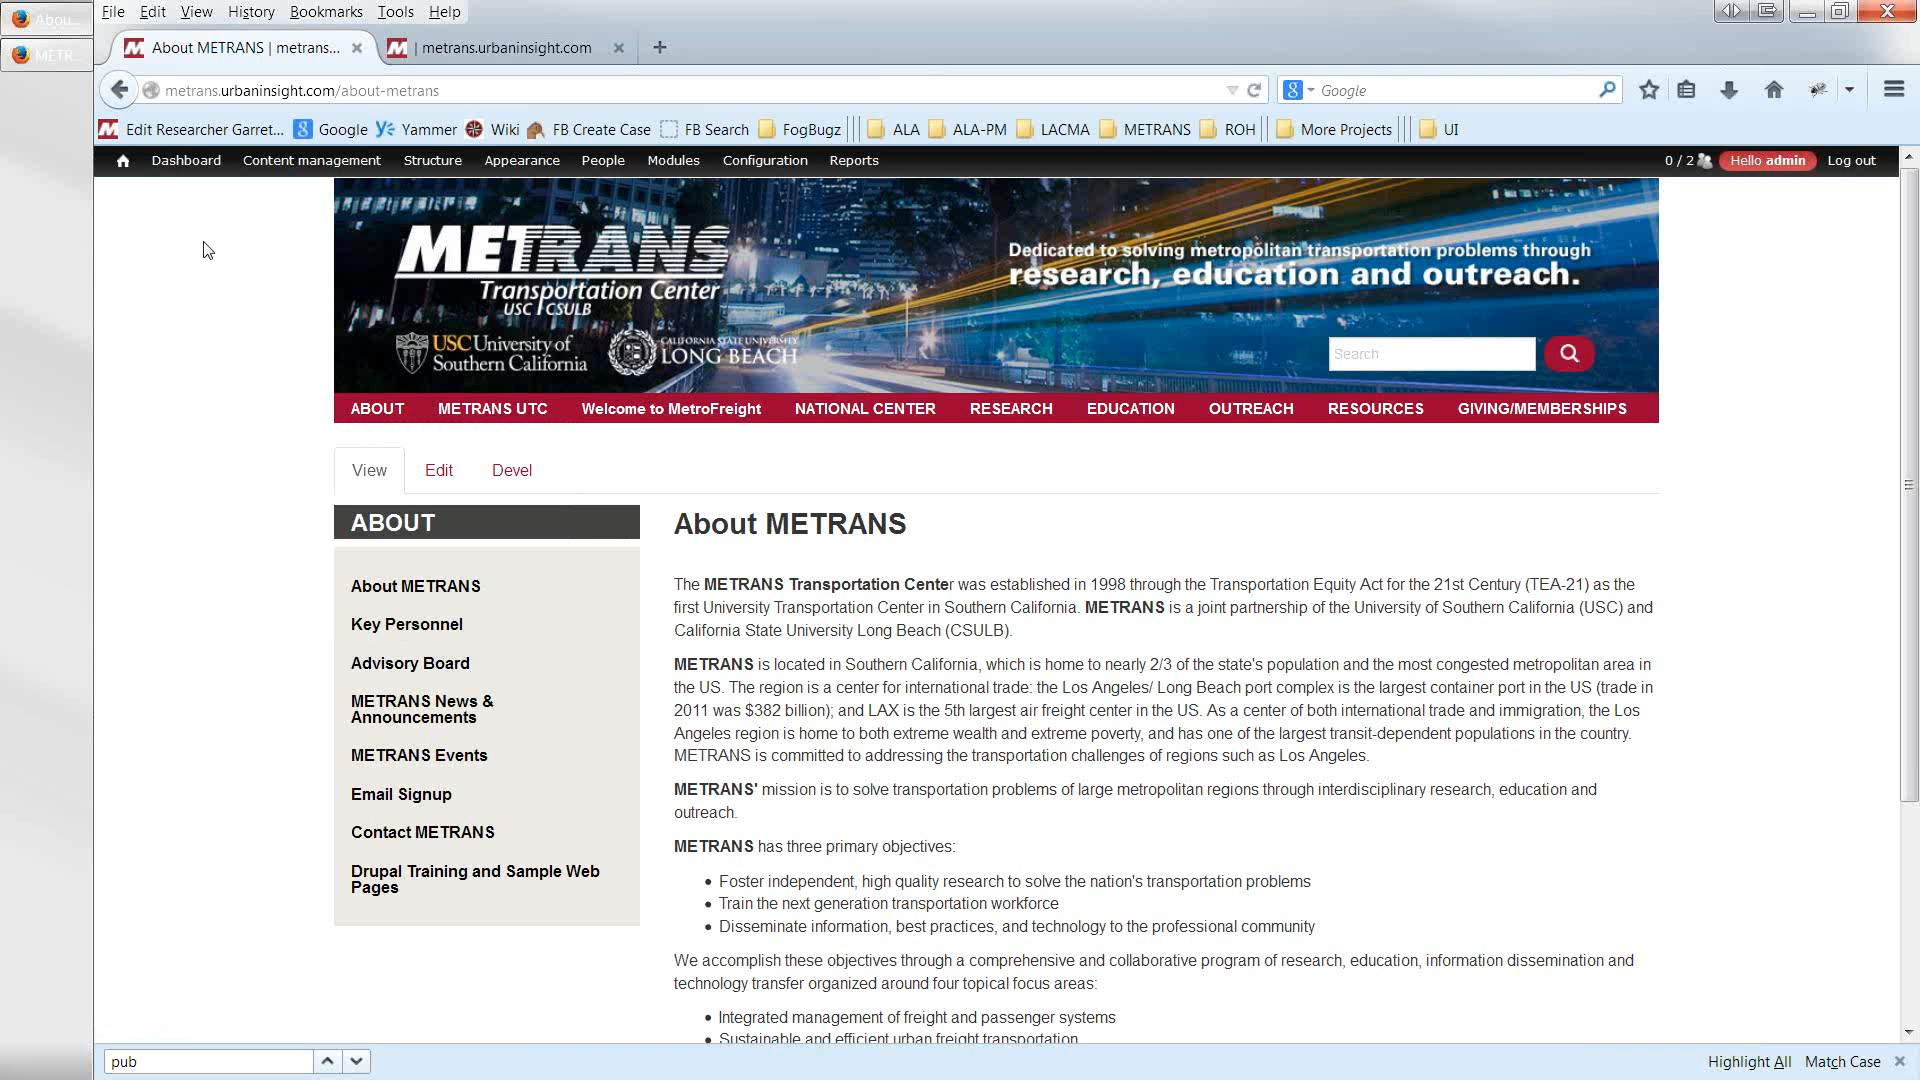 Abou...
METR...
File Edit View History Bookmarks Tools Help
About METRANS | metrans... | metrans.urbaninsight.com
metrans.urbaninsight.com/about-metrans Google
Edit Researcher Garret... Google Yammer Wiki FB Create Case FB Search FogBugz ALA ALA-PM LACMA METRANS ROH More Projects UI
Dashboard Content management Structure Appearance People Modules Configuration Reports 0 / 2 Hello admin Log out
METRANS
Transportation Center
USC | CSULB
USC University of
Southern California
CALIFORNIA STATE UNIVERSITY
LONG BEACH
Dedicated to solving metropolitan transportation problems through
research, education and outreach.
Search
ABOUT METRANS UTC Welcome to MetroFreight NATIONAL CENTER RESEARCH EDUCATION OUTREACH RESOURCES GIVING/MEMBERSHIPS
View Edit Devel
ABOUT
About METRANS
Key Personnel
Advisory Board
METRANS News &
Announcements
METRANS Events
Email Signup
Contact METRANS
Drupal Training and Sample Web
Pages
About METRANS
The METRANS Transportation Center was established in 1998 through the Transportation Equity Act for the 21st Century (TEA-21) as the
first University Transportation Center in Southern California. METRANS is a joint partnership of the University of Southern California (USC) and
California State University Long Beach (CSULB).
METRANS is located in Southern California, which is home to nearly 2/3 of the state's population and the most congested metropolitan area in
the US. The region is a center for international trade: the Los Angeles/ Long Beach port complex is the largest container port in the US (trade in
2011 was $382 billion); and LAX is the 5th largest air freight center in the US. As a center of both international trade and immigration, the Los
Angeles region is home to both extreme wealth and extreme poverty, and has one of the largest transit-dependent populations in the country.
METRANS is committed to addressing the transportation challenges of regions such as Los Angeles.
METRANS' mission is to solve transportation problems of large metropolitan regions through interdisciplinary research, education and
outreach.
METRANS has three primary objectives:
• Foster independent, high quality research to solve the nation's transportation problems
• Train the next generation transportation workforce
• Disseminate information, best practices, and technology to the professional community
We accomplish these objectives through a comprehensive and collaborative program of research, education, information dissemination and
technology transfer organized around four topical focus areas:
• Integrated management of freight and passenger systems
• Sustainable and efficient urban freight transportation
pub Highlight All Match Case